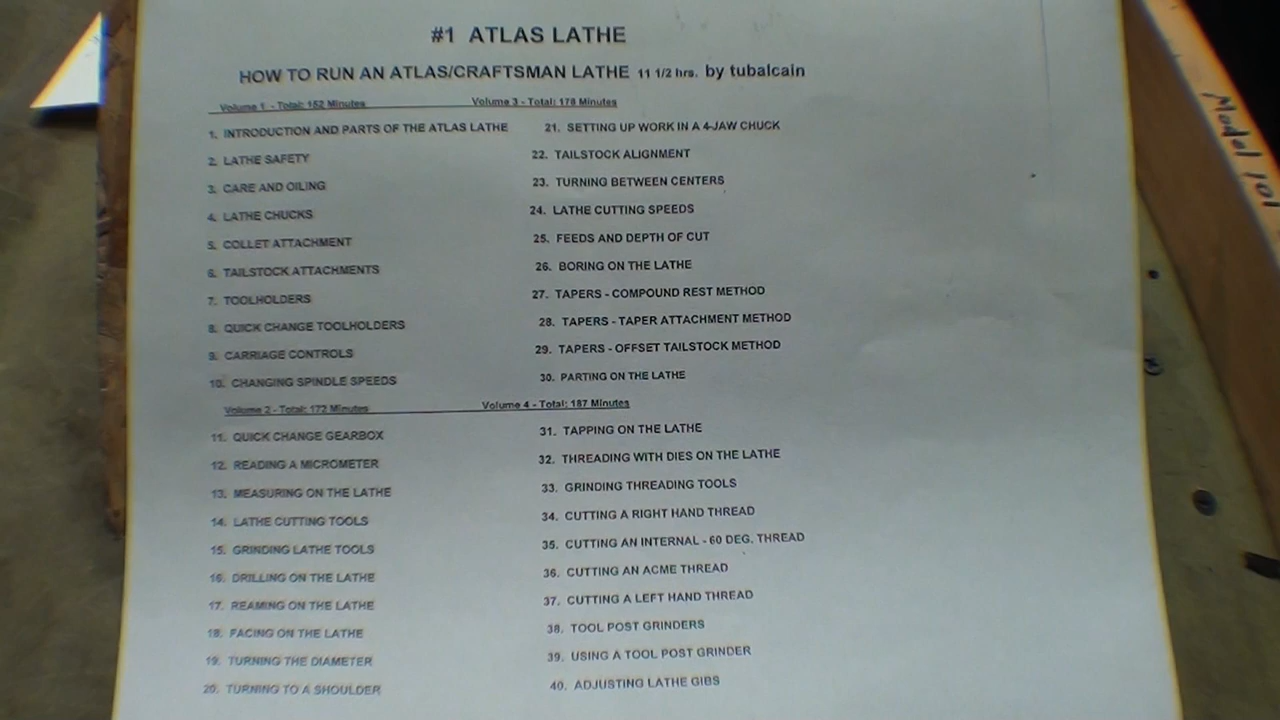 #1 ATLAS LATHE
HOW TO RUN AN ATLAS/CRAFTSMAN LATHE 11 1/2 hrs. by tubalcain
Volume 1 - Total: 152 Minutes
1. INTRODUCTION AND PARTS OF THE ATLAS LATHE
2. LATHE SAFETY
3. CARE AND OILING
4. LATHE CHUCKS
5. COLLET ATTACHMENT
6. TAILSTOCK ATTACHMENTS
7. TOOLHOLDERS
8. QUICK CHANGE TOOLHOLDERS
9. CARRIAGE CONTROLS
10. CHANGING SPINDLE SPEEDS
Volume 2 - Total: 172 Minutes
11. QUICK CHANGE GEARBOX
12. READING A MICROMETER
13. MEASURING ON THE LATHE
14. LATHE CUTTING TOOLS
15. GRINDING LATHE TOOLS
16. DRILLING ON THE LATHE
17. REAMING ON THE LATHE
18. FACING ON THE LATHE
19. TURNING THE DIAMETER
20. TURNING TO A SHOULDER
Volume 3 - Total: 178 Minutes
21. SETTING UP WORK IN A 4-JAW CHUCK
22. TAILSTOCK ALIGNMENT
23. TURNING BETWEEN CENTERS
24. LATHE CUTTING SPEEDS
25. FEEDS AND DEPTH OF CUT
26. BORING ON THE LATHE
27. TAPERS - COMPOUND REST METHOD
28. TAPERS - TAPER ATTACHMENT METHOD
29. TAPERS - OFFSET TAILSTOCK METHOD
30. PARTING ON THE LATHE
Volume 4 - Total: 187 Minutes
31. TAPPING ON THE LATHE
32. THREADING WITH DIES ON THE LATHE
33. GRINDING THREADING TOOLS
34. CUTTING A RIGHT HAND THREAD
35. CUTTING AN INTERNAL - 60 DEG. THREAD
36. CUTTING AN ACME THREAD
37. CUTTING A LEFT HAND THREAD
38. TOOL POST GRINDERS
39. USING A TOOL POST GRINDER
40. ADJUSTING LATHE GIBS
Model 101